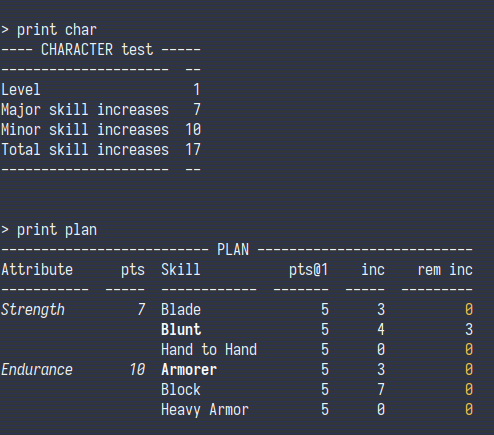 > print char
---- CHARACTER test -----
--------------------- --
Level 1
Major skill increases 7
Minor skill increases 10
Total skill increases 17
--------------------- --
> print plan
-------------------------- PLAN ---------------------------
Attribute pts Skill pts@1 inc rem inc
----------- ----- ------------ ------- ----- ---------
Strength 7 Blade 5 3 0
Blunt 5 4 3
Hand to Hand 5 0 0
Endurance 10 Armorer 5 3 0
Block 5 7 0
Heavy Armor 5 0 0